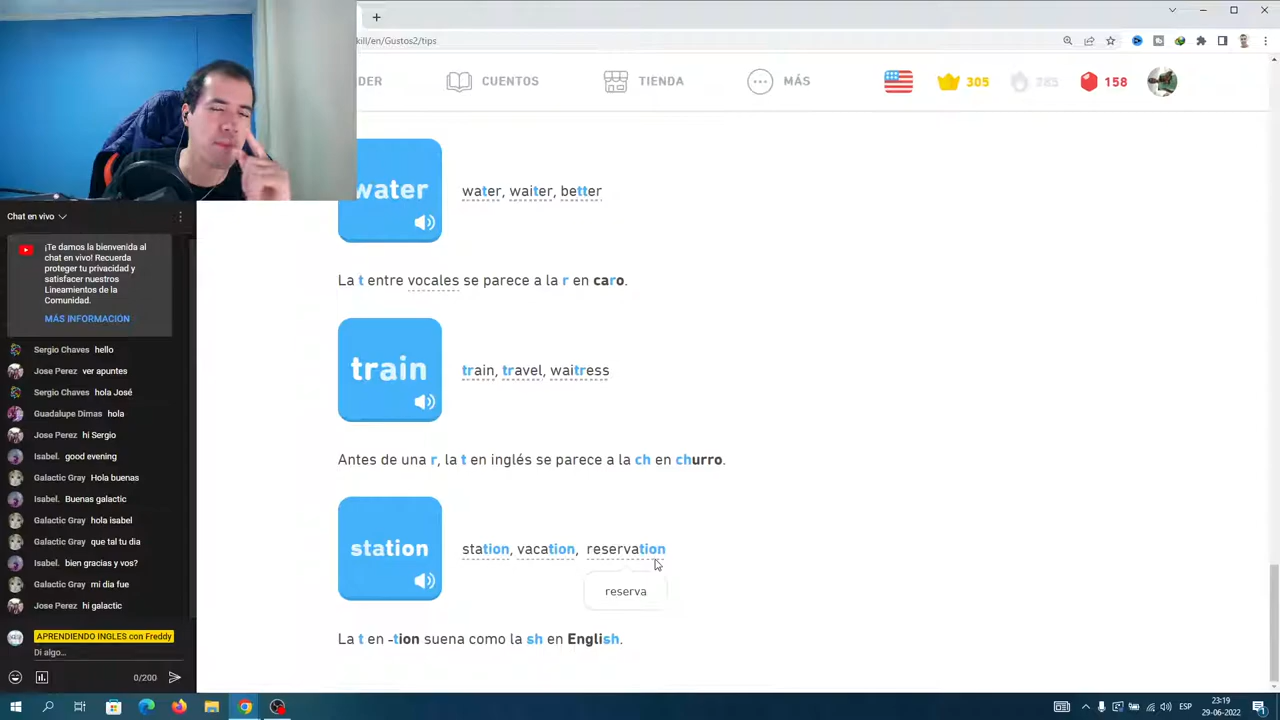 kill/en/Gustos2/tips
DER
CUENTOS
TIENDA
MÁS
305
785
158
water
water, waiter, better
La t entre vocales se parece a la r en caro.
train
train, travel, waitress
Antes de una r, la t en inglés se parece a la ch en churro.
station
station, vacation, reservation
reserva
La t en -tion suena como la sh en English.
Chat en vivo
¡Te damos la bienvenida al
chat en vivo! Recuerda
proteger tu privacidad y
satisfacer nuestros
Lineamientos de la
Comunidad.
MÁS INFORMACIÓN
Sergio Chaves hello
Jose Perez ver apuntes
Sergio Chaves hola José
Guadalupe Dimas hola
Jose Perez hi Sergio
Isabel. good evening
Galactic Gray Hola buenas
Isabel. Buenas galactic
Galactic Gray hola isabel
Galactic Gray que tal tu dia
Isabel. bien gracias y vos?
Galactic Gray mi dia fue
Jose Perez hi galactic
APRENDIENDO INGLES con Freddy
Di algo...
0/200
ESP
23:19
29-06-2022